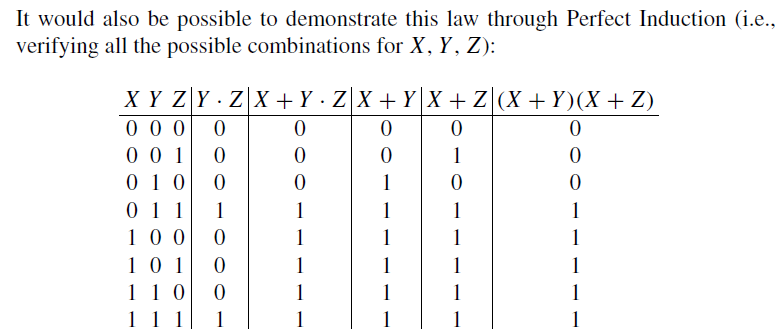 It would also be possible to demonstrate this law through Perfect Induction (i.e.,
verifying all the possible combinations for X, Y, Z):
X Y Z Y · Z X + Y · Z X + Y X + Z (X + Y)(X + Z)
0 0 0 0 0 0 0 0
0 0 1 0 0 0 1 0
0 1 0 0 0 1 0 0
0 1 1 1 1 1 1 1
1 0 0 0 1 1 1 1
1 0 1 0 1 1 1 1
1 1 0 0 1 1 1 1
1 1 1 1 1 1 1 1